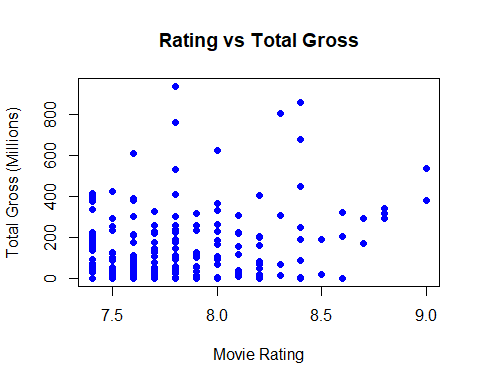 Rating vs Total Gross
Total Gross (Millions)
800
600
400
200
0
7.5 8.0 8.5 9.0
Movie Rating